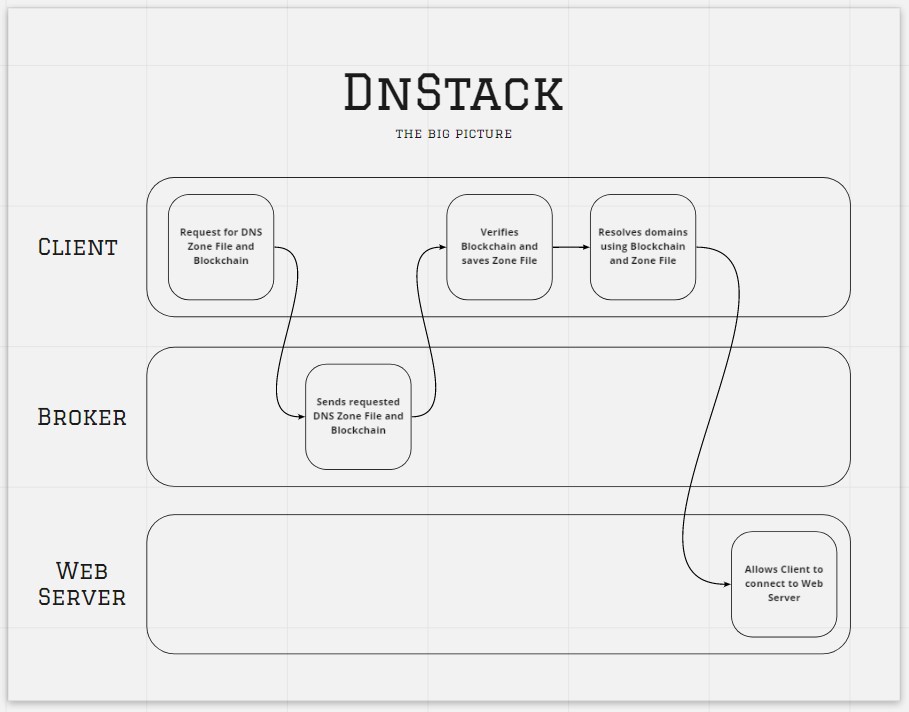 DnStack
THE BIG PICTURE
Client
Request for DNS
Zone File and
Blockchain
Verifies
Blockchain and
saves Zone File
Resolves domains
using Blockchain
and Zone File
Broker
Sends requested
DNS Zone File and
Blockchain
Web
Server
Allows Client to
connect to Web
Server